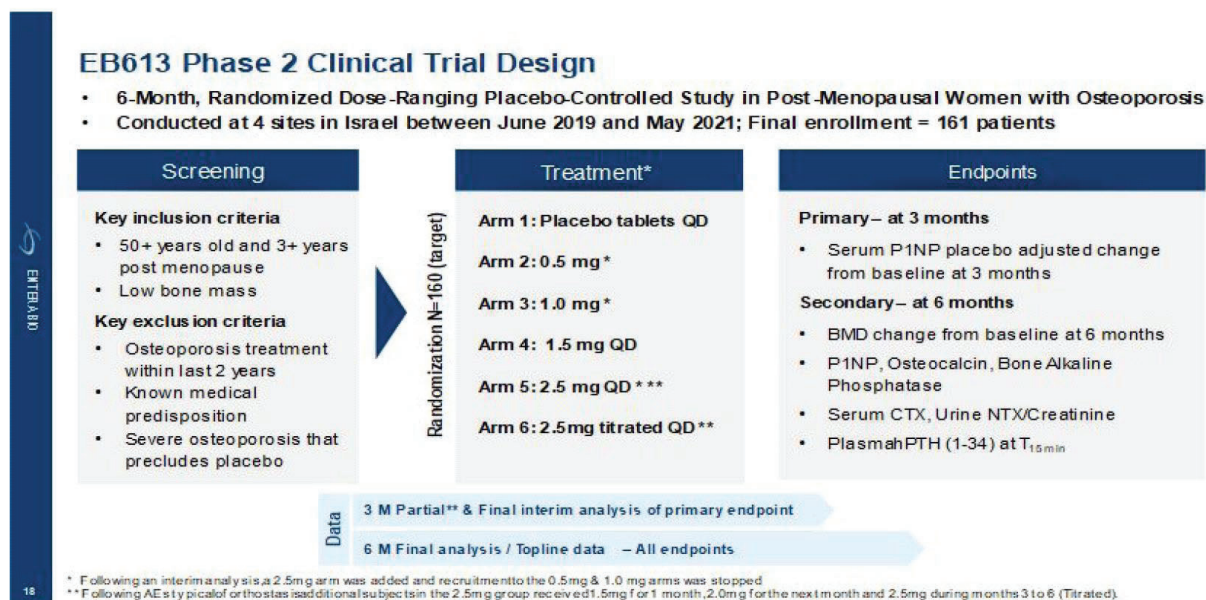 EB613 Phase 2 Clinical Trial Design
• 6-Month, Randomized Dose-Ranging Placebo-Controlled Study in Post-Menopausal Women with Osteoporosis
• Conducted at 4 sites in Israel between June 2019 and May 2021; Final enrollment = 161 patients
Screening
Key inclusion criteria
• 50+ years old and 3+ years
post menopause
• Low bone mass
Key exclusion criteria
• Osteoporosis treatment
within last 2 years
• Known medical
predisposition
• Severe osteoporosis that
precludes placebo
Randomization N=160 (target)
Treatment*
Arm 1: Placebo tablets QD
Arm 2: 0.5 mg*
Arm 3: 1.0 mg*
Arm 4: 1.5 mg QD
Arm 5: 2.5 mg QD * **
Arm 6: 2.5mg titrated QD**
Endpoints
Primary – at 3 months
• Serum P1NP placebo adjusted change
from baseline at 3 months
Secondary – at 6 months
• BMD change from baseline at 6 months
• P1NP, Osteocalcin, Bone Alkaline
Phosphatase
• Serum CTX, Urine NTX/Creatinine
• Plasma hPTH (1-34) at T15 min
Data
3 M Partial** & Final interim analysis of primary endpoint
6 M Final analysis / Topline data – All endpoints
* Following an interim analysis, a 2.5mg arm was added and recruitment to the 0.5mg & 1.0 mg arms was stopped
** Following AEs typical of orthostasis additional subjects in the 2.5mg group received 1.5mg for 1 month, 2.0mg for the next month and 2.5mg during months 3 to 6 (Titrated).
ENTERA BIO
18